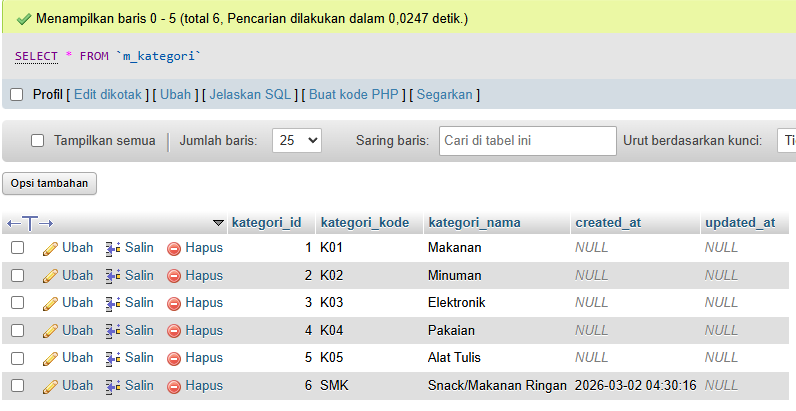 Menampilkan baris 0 - 5 (total 6, Pencarian dilakukan dalam 0,0247 detik.)
SELECT * FROM `m_kategori`
Profil [ Edit dikotak ] [ Ubah ] [ Jelaskan SQL ] [ Buat kode PHP ] [ Segarkan ]
Tampilkan semua | Jumlah baris: 25 Saring baris: Cari di tabel ini Urut berdasarkan kunci:
Opsi tambahan
←T→ kategori_id kategori_kode kategori_nama created_at updated_at
Ubah Salin Hapus 1 K01 Makanan NULL NULL
Ubah Salin Hapus 2 K02 Minuman NULL NULL
Ubah Salin Hapus 3 K03 Elektronik NULL NULL
Ubah Salin Hapus 4 K04 Pakaian NULL NULL
Ubah Salin Hapus 5 K05 Alat Tulis NULL NULL
Ubah Salin Hapus 6 SMK Snack/Makanan Ringan 2026-03-02 04:30:16 NULL